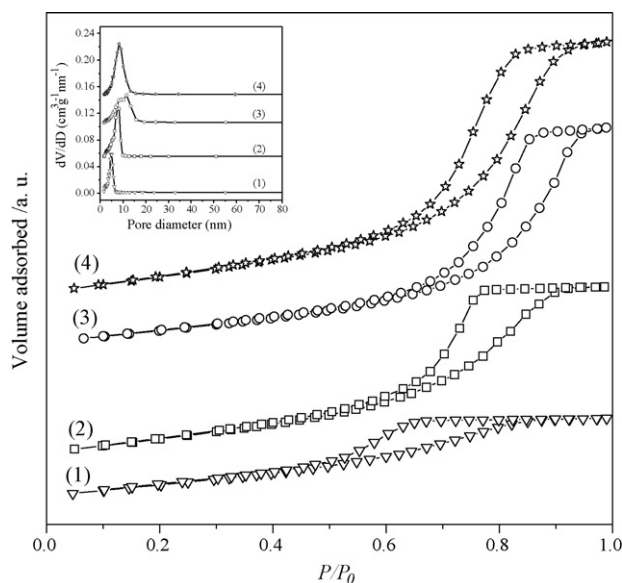 0.24
0.20
0.16
0.12
0.08
0.04
0.00
dV/dD (cm³g⁻¹ nm⁻¹)
(4)
(3)
(2)
(1)
0 10 20 30 40 50 60 70 80
Pore diameter (nm)
Volume adsorbed /a. u.
(4)
(3)
(2)
(1)
0.0 0.2 0.4 0.6 0.8 1.0
P/P₀